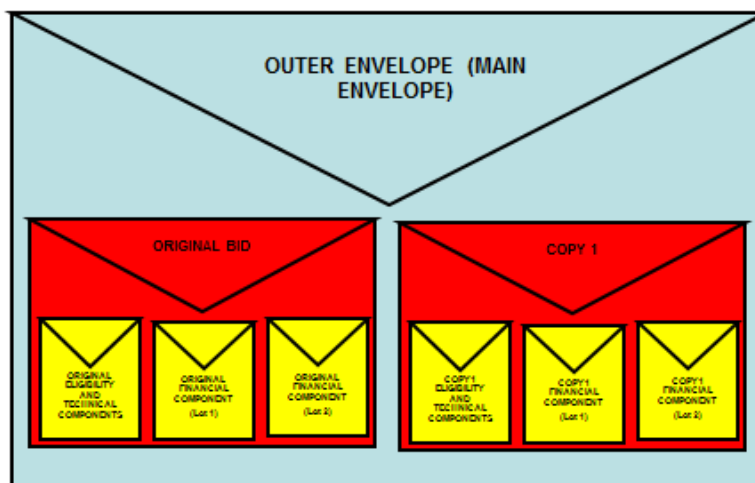 OUTER ENVELOPE (MAIN
ENVELOPE)
ORIGINAL BID
COPY 1
ORIGINAL
ELIGIBILITY
AND
TECHNICAL
COMPONENTS
ORIGINAL
FINANCIAL
COMPONENT
(Lot 1)
ORIGINAL
FINANCIAL
COMPONENT
(Lot 2)
COPY1
ELIGIBILITY
AND
TECHNICAL
COMPONENTS
COPY1
FINANCIAL
COMPONENT
(Lot 1)
COPY1
FINANCIAL
COMPONENT
(Lot 2)